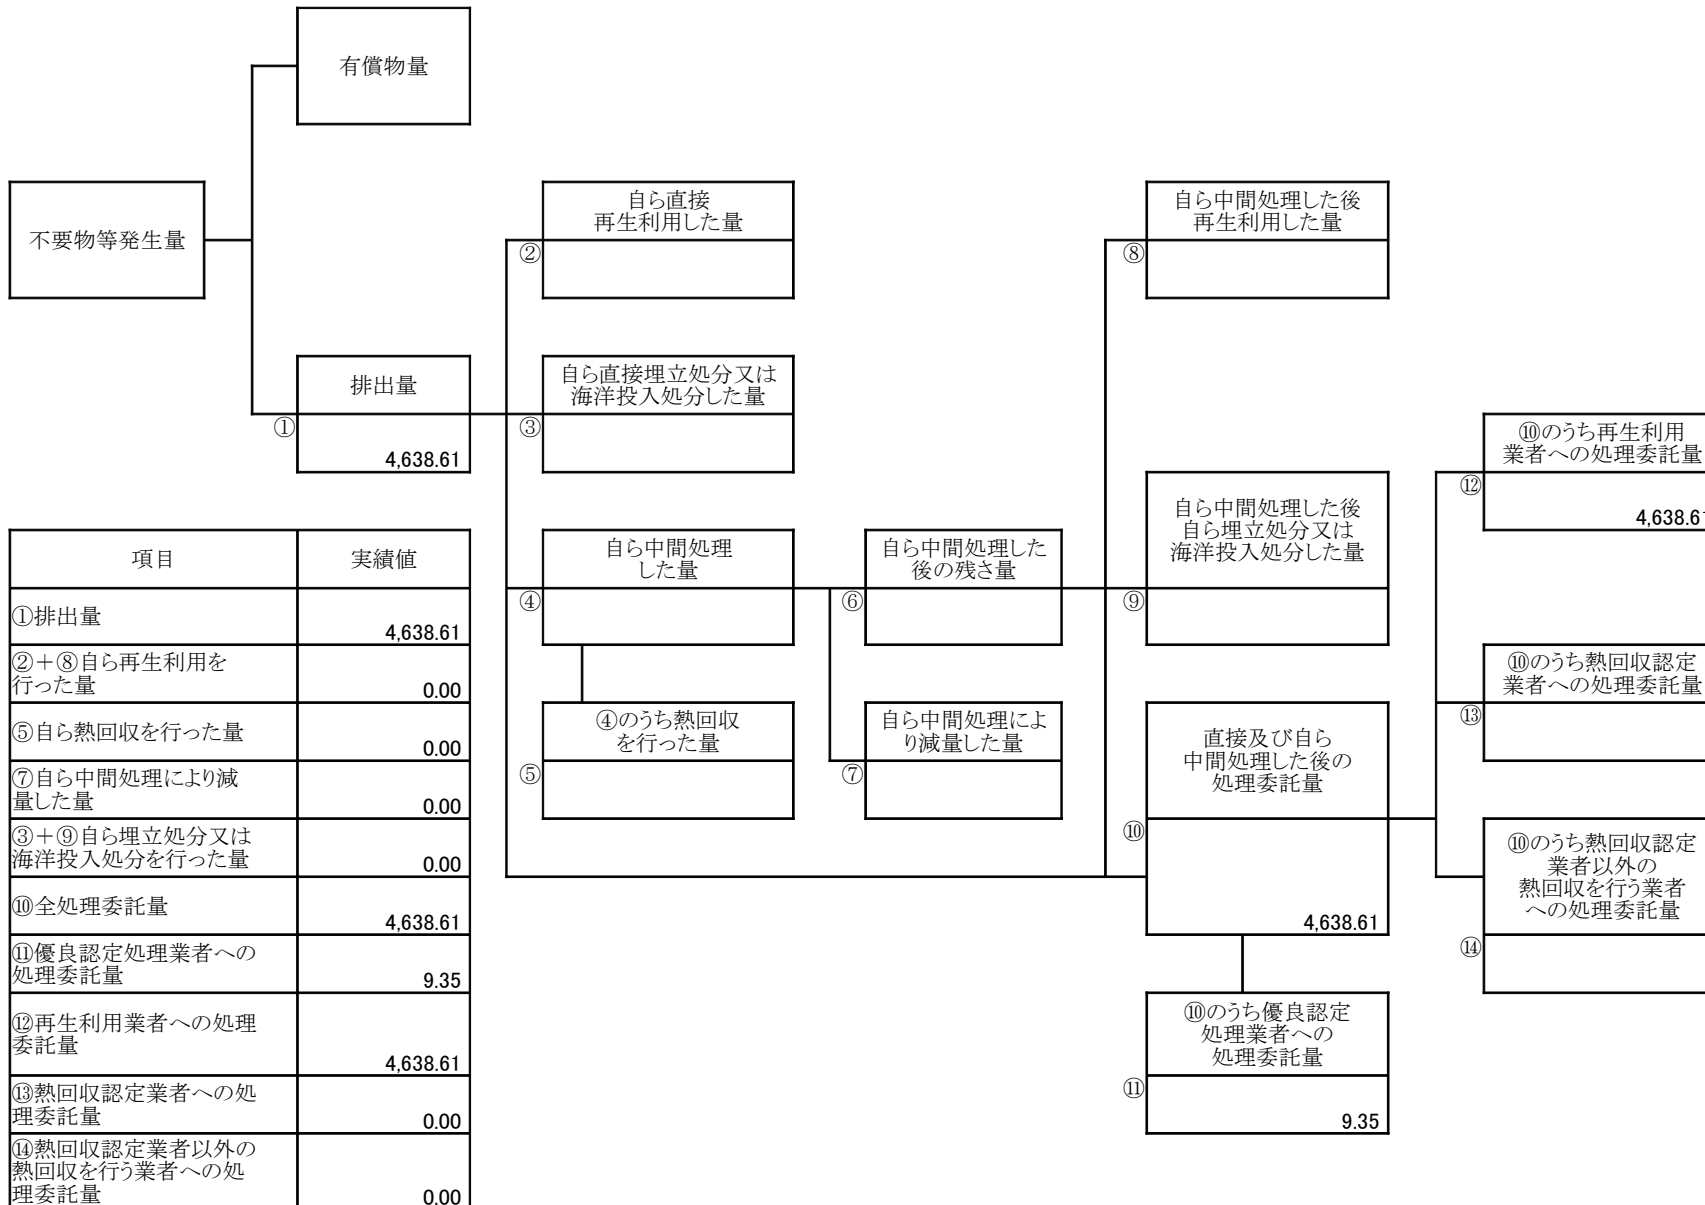 有償物量
不要物等発生量
自ら直接
再生利用した量
②
自ら中間処理した後
再生利用した量
⑧
排出量
①
4,638.61
自ら直接埋立処分又は
海洋投入処分した量
③
⑩のうち再生利用
業者への処理委託量
⑫
4,638.61
自ら中間処理した後
自ら埋立処分又は
海洋投入処分した量
⑨
自ら中間処理
した量
④
自ら中間処理した
後の残さ量
⑥
⑩のうち熱回収認定
業者への処理委託量
⑬
④のうち熱回収
を行った量
⑤
自ら中間処理によ
り減量した量
⑦
直接及び自ら
中間処理した後の
処理委託量
⑩
4,638.61
⑩のうち熱回収認定
業者以外の
熱回収を行う業者
への処理委託量
⑭
⑩のうち優良認定
処理業者への
処理委託量
⑪
9.35
項目 実績値
①排出量
4,638.61
②+⑧自ら再生利用を
行った量 0.00
⑤自ら熱回収を行った量
0.00
⑦自ら中間処理により減
量した量 0.00
③+⑨自ら埋立処分又は
海洋投入処分を行った量 0.00
⑩全処理委託量
4,638.61
⑪優良認定処理業者への
処理委託量 9.35
⑫再生利用業者への処理
委託量
4,638.61
⑬熱回収認定業者への処
理委託量 0.00
⑭熱回収認定業者以外の
熱回収を行う業者への処
理委託量 0.00